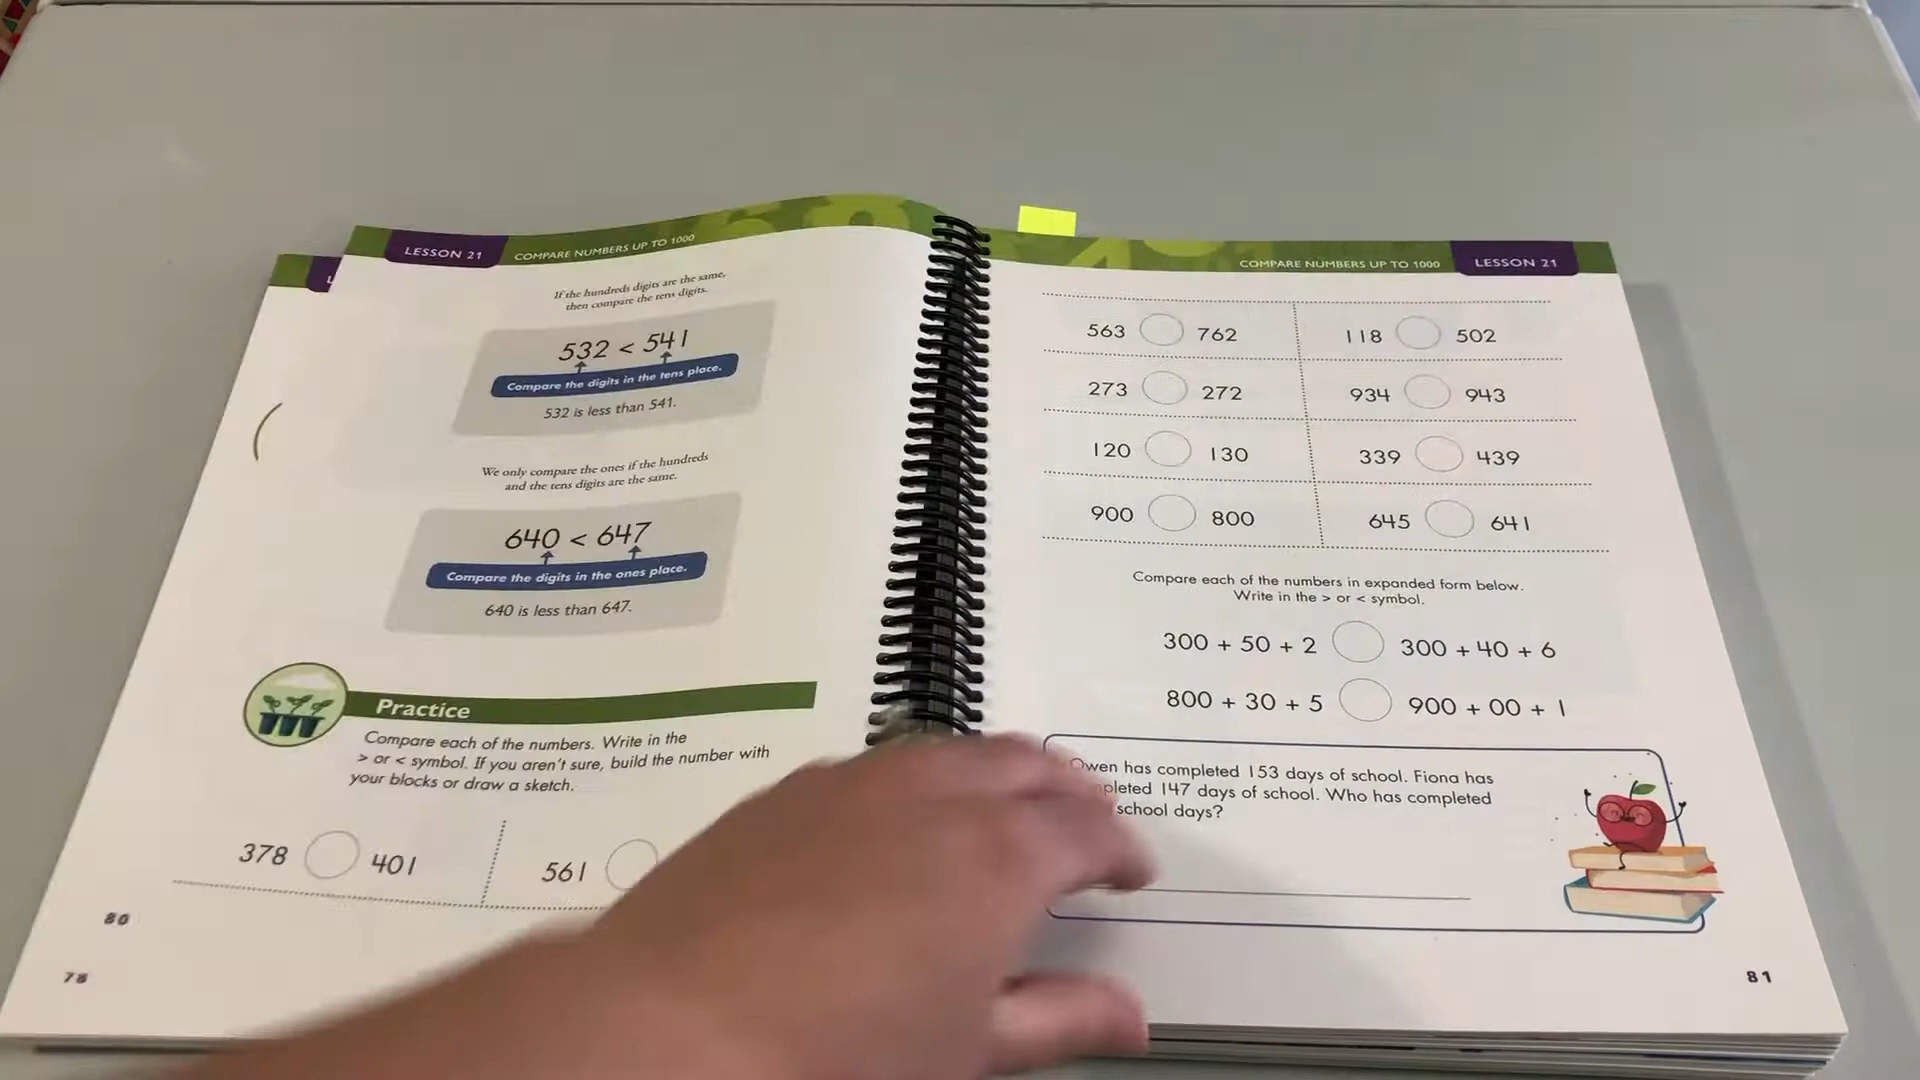 LESSON 21 COMPARE NUMBERS UP TO 1000
If the hundreds digits are the same,
then compare the tens digits.
532 < 541
Compare the digits in the tens place.
532 is less than 541.
We only compare the ones if the hundreds
and the tens digits are the same.
640 < 647
Compare the digits in the ones place.
640 is less than 647.
Practice
Compare each of the numbers. Write in the
> or < symbol. If you aren't sure, build the number with
your blocks or draw a sketch.
378 401 561
80
78
COMPARE NUMBERS UP TO 1000 LESSON 21
563 762 118 502
273 272 934 943
120 130 339 439
900 800 645 641
Compare each of the numbers in expanded form below.
Write in the > or < symbol.
300 + 50 + 2 300 + 40 + 6
800 + 30 + 5 900 + 00 + 1
Owen has completed 153 days of school. Fiona has
147 days of school. Who has completed
school days?
81